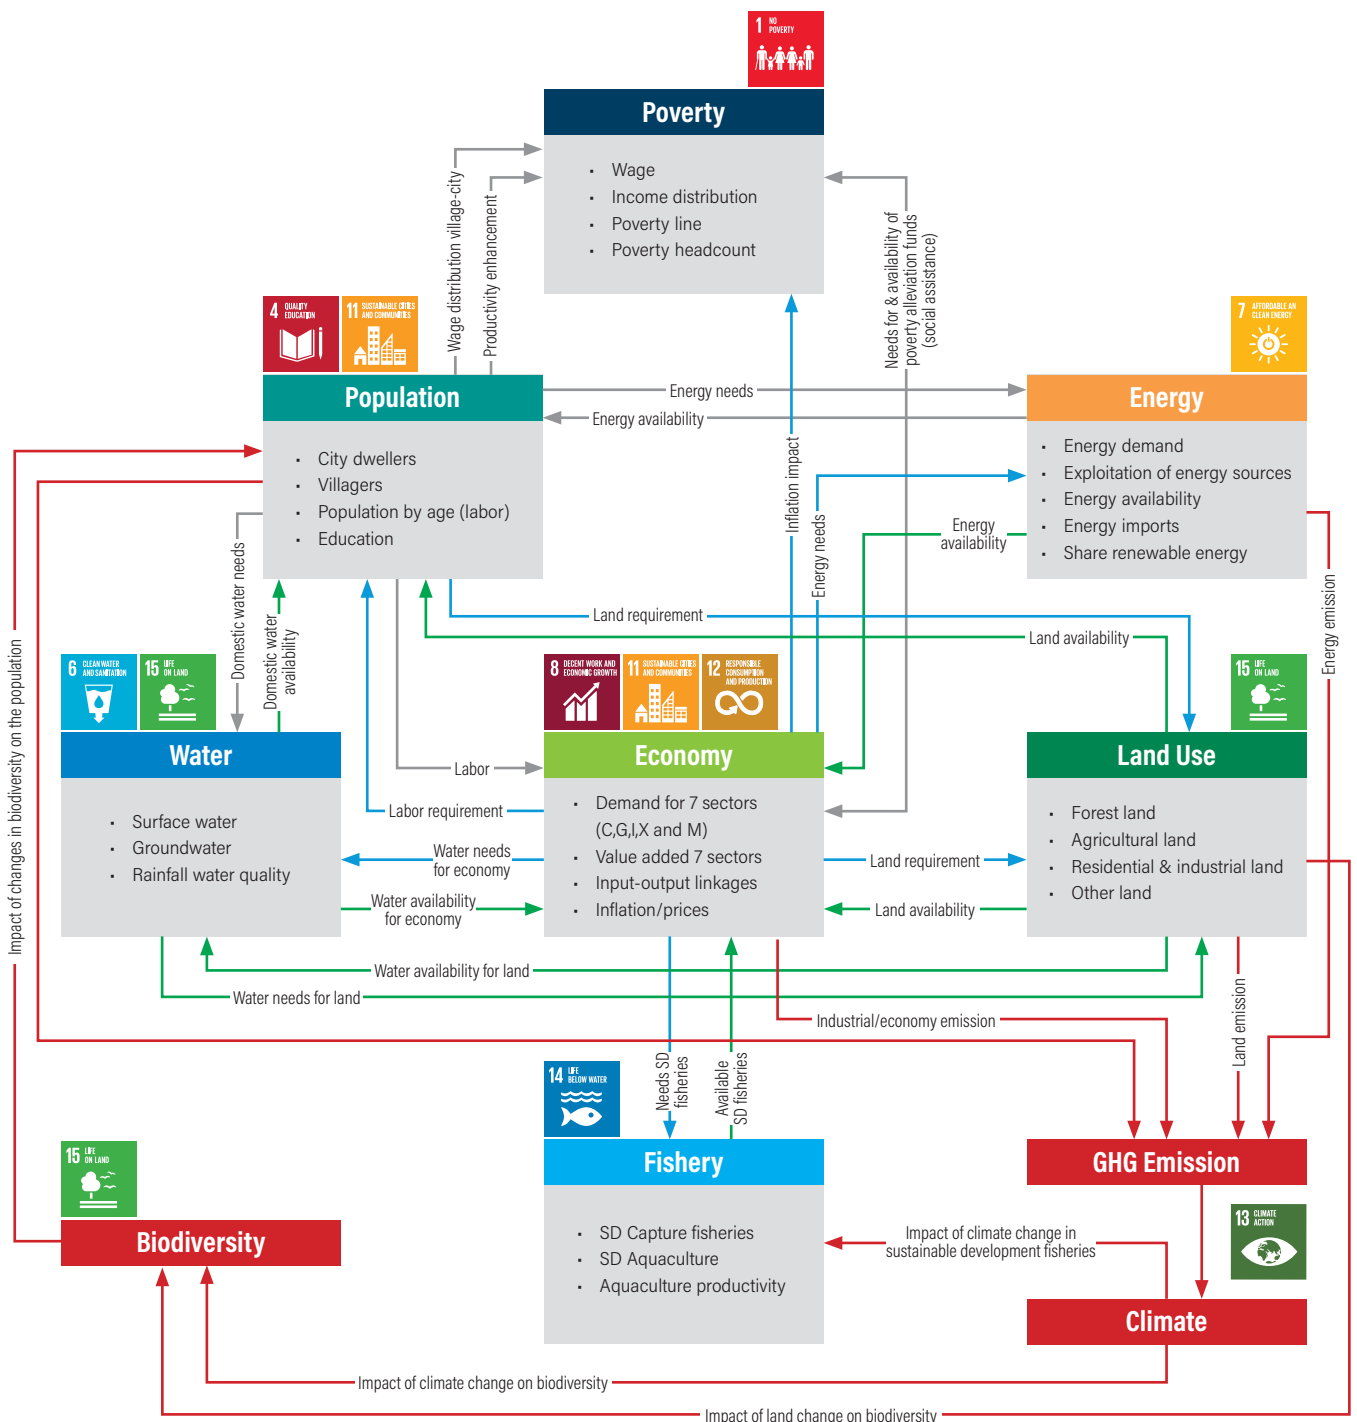 1 NO
POVERTY
Poverty
Wage
Income distribution
Poverty line
Poverty headcount
Wage distribution village-city
Productivity enhancement
Needs for & availability of
poverty alleviation funds
(social assistance)
4 QUALITY
EDUCATION
11 SUSTAINABLE CITIES
AND COMMUNITIES
7 AFFORDABLE AN
CLEAN ENERGY
Population
City dwellers
Villagers
Population by age (labor)
Education
Energy needs
Energy availability
Energy
Energy demand
Exploitation of energy sources
Energy availability
Energy imports
Share renewable energy
Inflation impact
Energy needs
Energy
availability
Domestic water needs
Domestic water
availability
Land requirement
Land availability
Energy emission
Impact of changes in biodiversity on the population
6 CLEAN WATER
AND SANITATION
15 LIFE
ON LAND
8 DECENT WORK AND
ECONOMIC GROWTH
11 SUSTAINABLE CITIES
AND COMMUNITIES
12 RESPONSIBLE
CONSUMPTION
AND PRODUCTION
15 LIFE
ON LAND
Water
Surface water
Groundwater
Rainfall water quality
Labor
Labor requirement
Water needs
for economy
Water availability
for economy
Economy
Demand for 7 sectors
(C,G,I,X and M)
Value added 7 sectors
Input-output linkages
Inflation/prices
Land requirement
Land availability
Land Use
Forest land
Agricultural land
Residential & industrial land
Other land
Water availability for land
Water needs for land
Industrial/economy emission
Land emission
Needs SD
fisheries
Available
SD fisheries
14 LIFE
BELOW WATER
Fishery
SD Capture fisheries
SD Aquaculture
Aquaculture productivity
GHG Emission
13 CLIMATE
ACTION
Impact of climate change in
sustainable development fisheries
Climate
15 LIFE
ON LAND
Biodiversity
Impact of climate change on biodiversity
Impact of land change on biodiversity